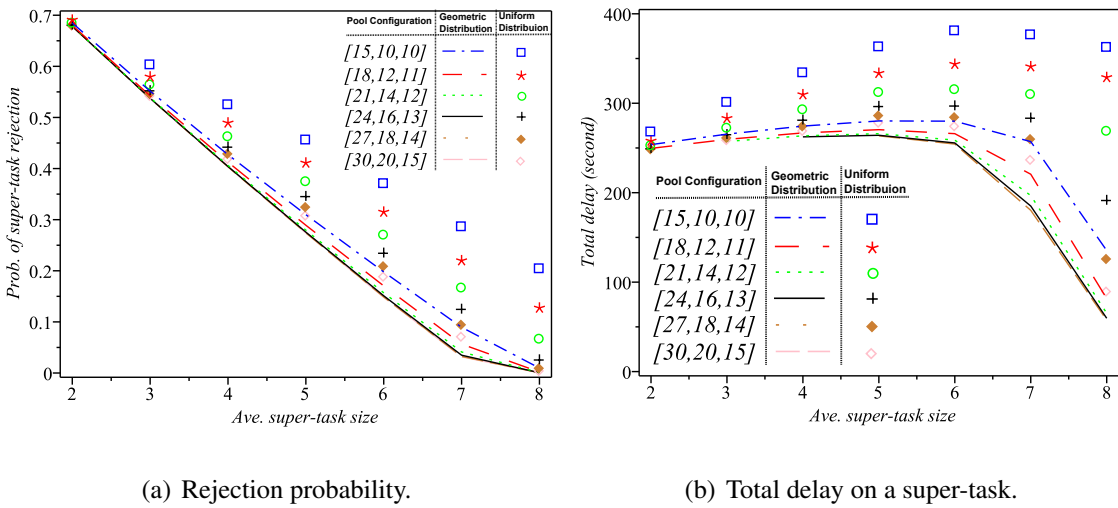 0.7
0.6
0.5
0.4
0.3
0.2
0.1
0
Prob. of super-task rejection
Pool Configuration Geometric Distribution Uniform Distribuion
[15,10,10]
[18,12,11]
[21,14,12]
[24,16,13]
[27,18,14]
[30,20,15]
2 3 4 5 6 7 8
Ave. super-task size
(a) Rejection probability.
400
300
200
100
0
Total delay (second)
Pool Configuration Geometric Distribution Uniform Distribuion
[15,10,10]
[18,12,11]
[21,14,12]
[24,16,13]
[27,18,14]
[30,20,15]
2 3 4 5 6 7 8
Ave. super-task size
(b) Total delay on a super-task.